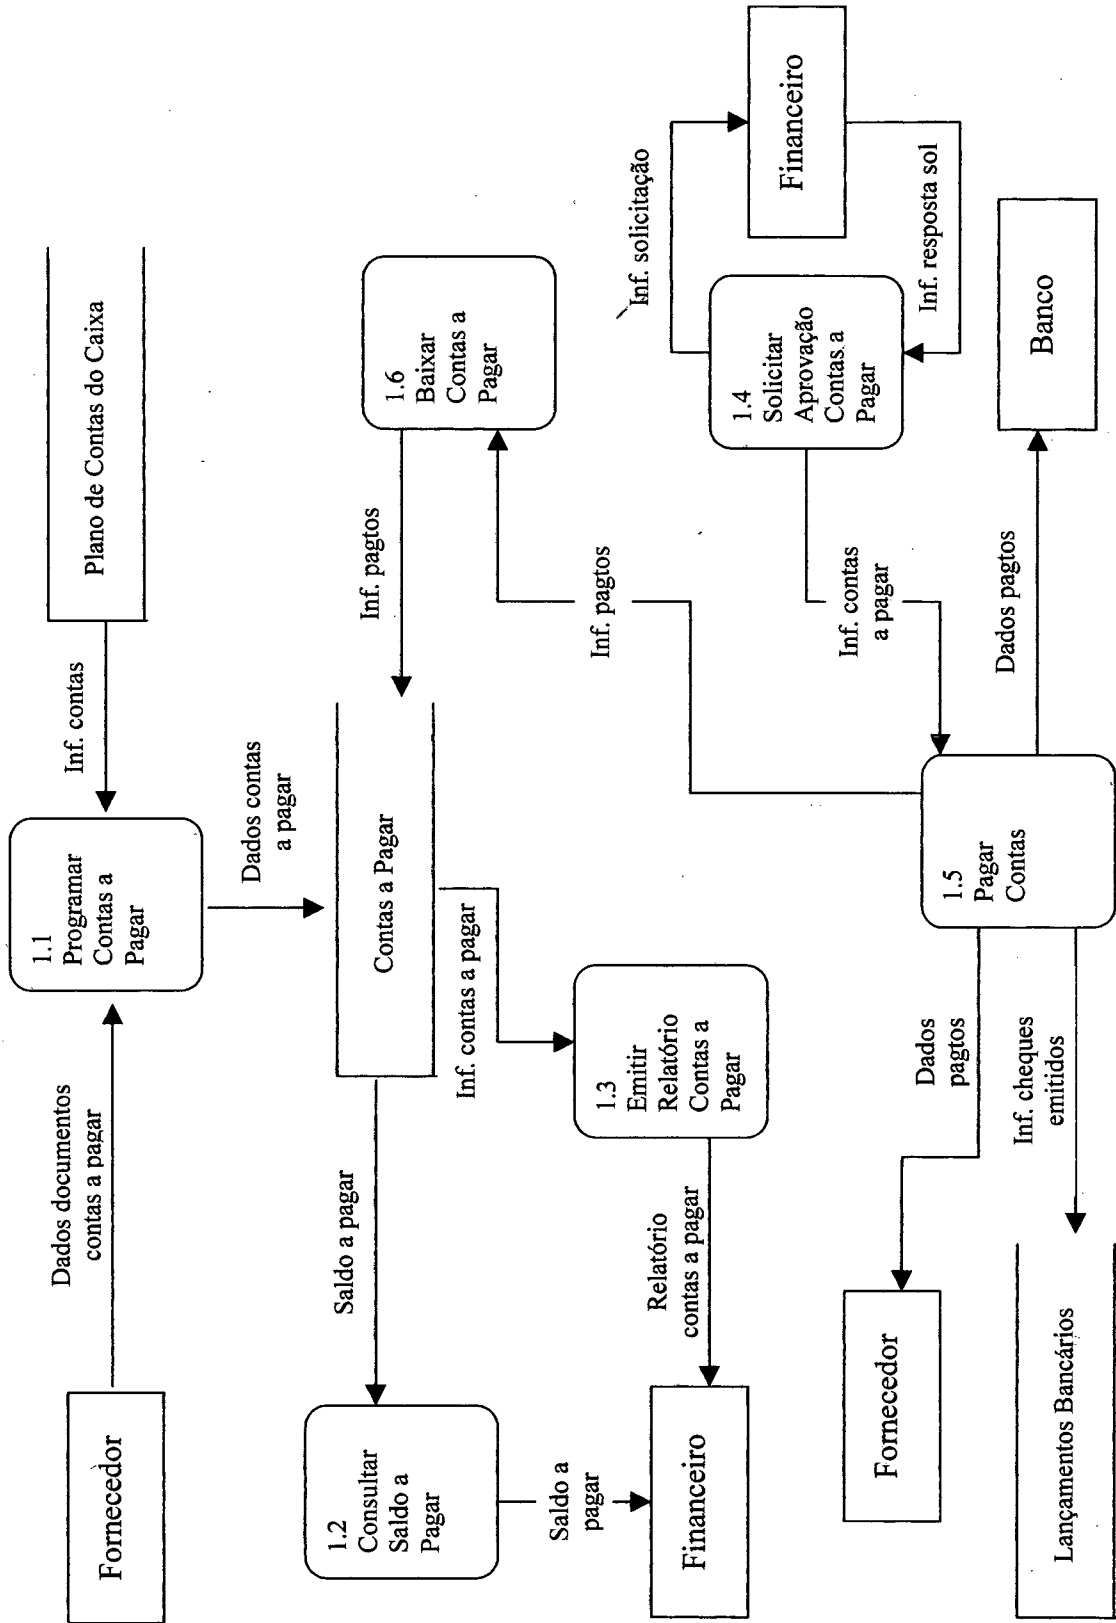 Fornecedor
Dados documentos
contas a pagar
1.1
Programar
Contas a
Pagar
Inf. contas
Plano de Contas do Caixa
Dados contas
a pagar
1.2
Consultar
Saldo a
Pagar
Saldo a pagar
Contas a Pagar
Inf. pagtos
1.6
Baixar
Contas a
Pagar
Inf. contas a pagar
Saldo a
pagar
1.3
Emitir
Relatório
Contas a
Pagar
Inf. pagtos
Inf. solicitação
Financeiro
Relatório
contas a pagar
1.4
Solicitar
Aprovação
Contas a
Pagar
Financeiro
Inf. contas
a pagar
Inf. resposta sol
Fornecedor
Dados
pagtos
1.5
Pagar
Contas
Dados pagtos
Banco
Lançamentos Bancários
Inf. cheques
emitidos